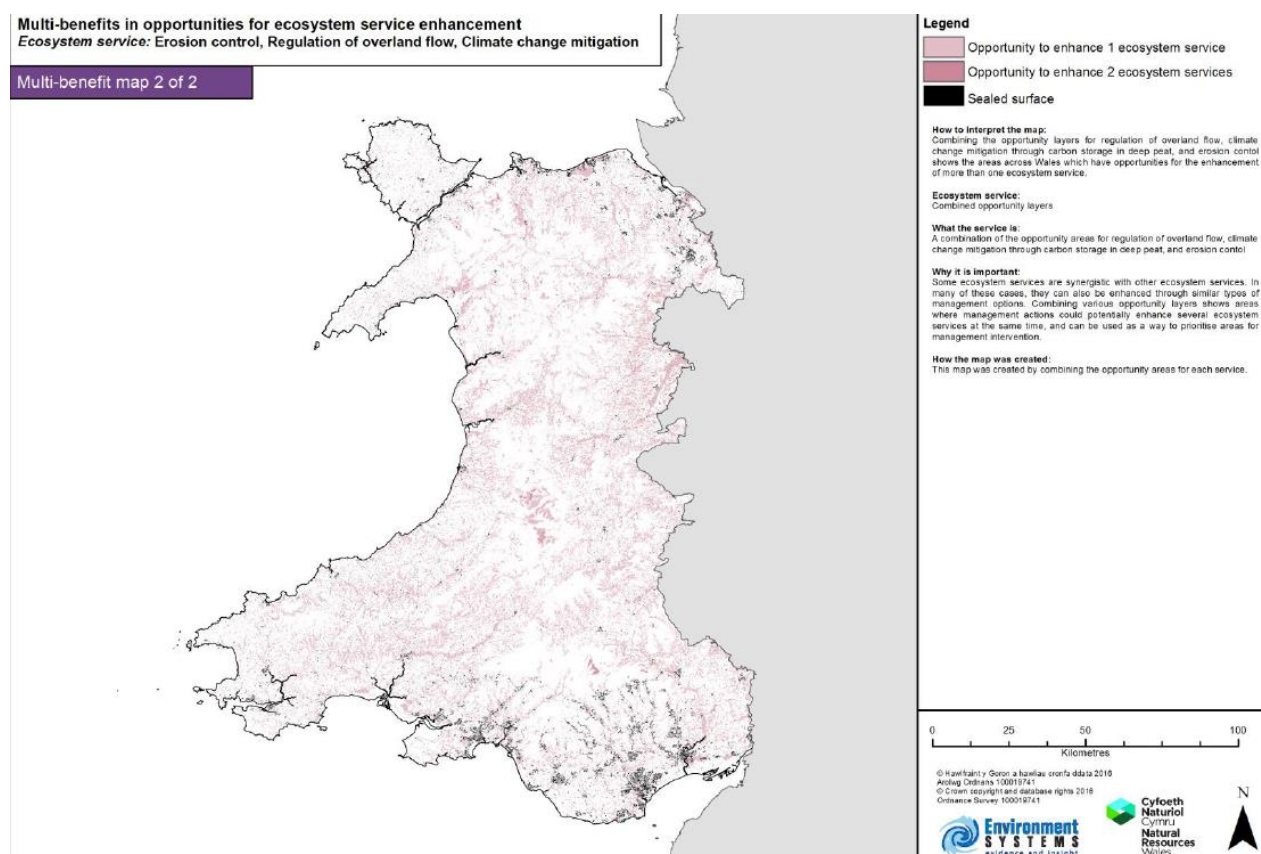 Multi-benefits in opportunities for ecosystem service enhancement
Ecosystem service: Erosion control, Regulation of overland flow, Climate change mitigation
Multi-benefit map 2 of 2
Legend
Opportunity to enhance 1 ecosystem service
Opportunity to enhance 2 ecosystem services
Sealed surface
How to interpret the map:
Combining the opportunity layers for regulation of overland flow, climate
change mitigation through carbon storage in deep peat, and erosion contol
shows the areas across Wales which have opportunities for the enhancement
of more than one ecosystem service.
Ecosystem service:
Combined opportunity layers
What the service is:
A combination of the opportunity areas for regulation of overland flow, climate
change mitigation through carbon storage in deep peat, and erosion contol
Why it is important:
Some ecosystem services are synergistic with other ecosystem services. In
many of these cases, they can also be enhanced through similar types of
management options. Combining various opportunity layers shows areas
where management actions could potentially enhance several ecosystem
services at the same time, and can be used as a way to prioritise areas for
management intervention.
How the map was created:
This map was created by combining the opportunity areas for each service.
0 25 50 100
Kilometres
© Hawlfraint y Goron a hawliau cronfa ddata 2016
Arolwg Ordnans 100019741
© Crown copyright and database rights 2016
Ordnance Survey 100019741
Environment
SYSTEMS
evidence and insight
Cyfoeth
Naturiol
Cymru
Natural
Resources
Wales
N